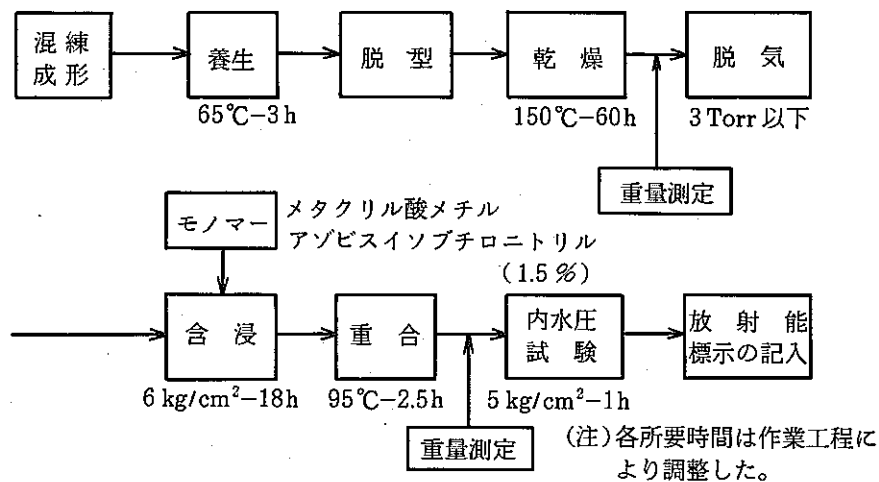 混練
成形
養生
脱型
乾燥
脱気
65℃−3h
150℃−60h
3 Torr 以下
重量測定
モノマー
メタクリル酸メチル
アゾビスイソブチロニトリル
(1.5%)
含浸
重合
内水圧
試験
放射能
標示の記入
6 kg/cm²−18h
95℃−2.5h
5 kg/cm²−1h
重量測定
(注)各所要時間は作業工程に
より調整した。